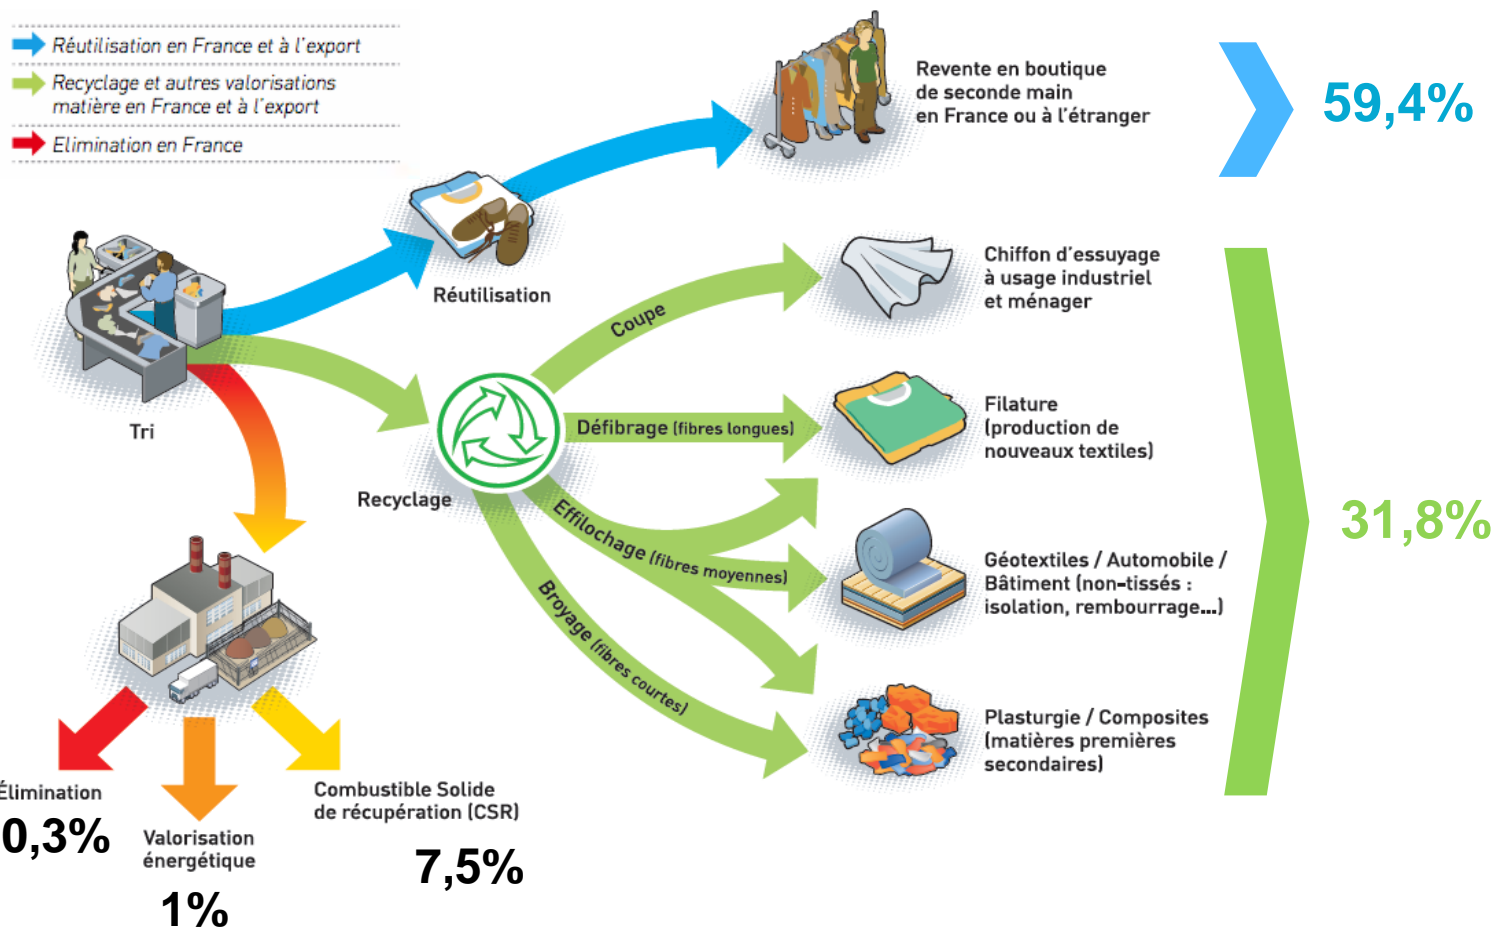 Réutilisation en France et à l'export
Recyclage et autres valorisations
matière en France et à l'export
Elimination en France
Revente en boutique
de seconde main
en France ou à l'étranger
59,4%
Réutilisation
Tri
Recyclage
Coupe
Chiffon d'essuyage
à usage industriel
et ménager
Défibrage (fibres longues)
Filature
(production de
nouveaux textiles)
31,8%
Effilochage (fibres moyennes)
Géotextiles / Automobile /
Bâtiment (non-tissés :
isolation, rembourrage...)
Broyage (fibres courtes)
Plasturgie / Composites
(matières premières
secondaires)
Élimination
0,3%
Valorisation
énergétique
1%
Combustible Solide
de récupération (CSR)
7,5%